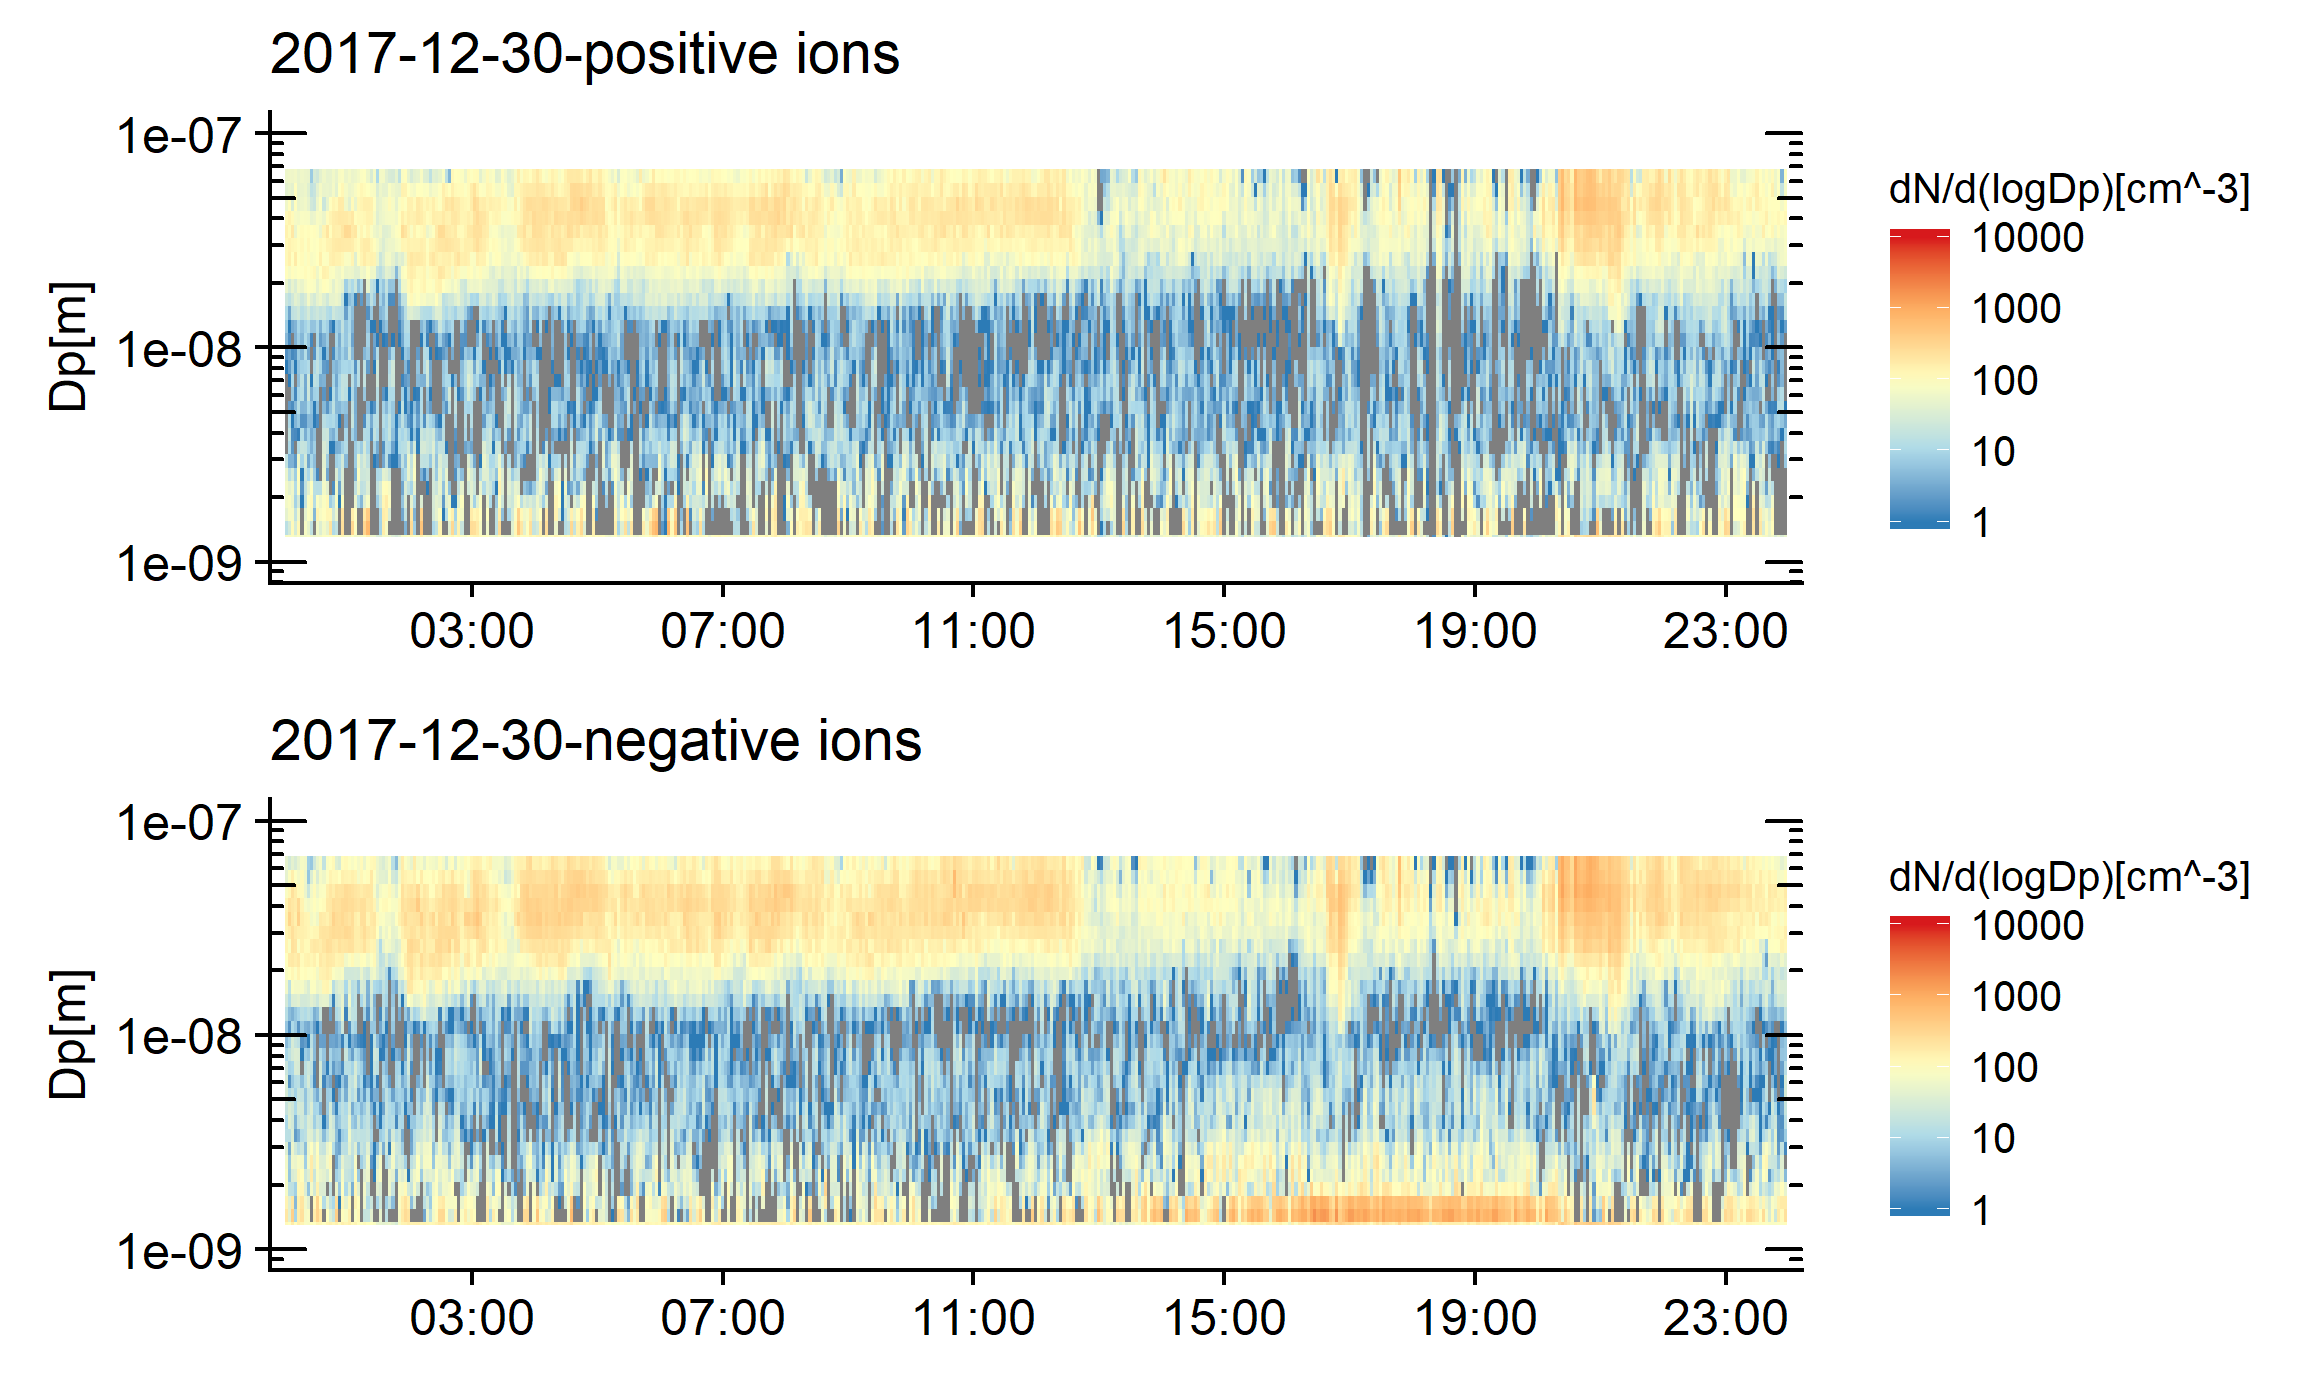 2017-12-30-positive ions
1e-07
1e-08
1e-09
Dp[m]
03:00 07:00 11:00 15:00 19:00 23:00
dN/d(logDp)[cm^-3]
10000
1000
100
10
1
2017-12-30-negative ions
1e-07
1e-08
1e-09
Dp[m]
03:00 07:00 11:00 15:00 19:00 23:00
dN/d(logDp)[cm^-3]
10000
1000
100
10
1